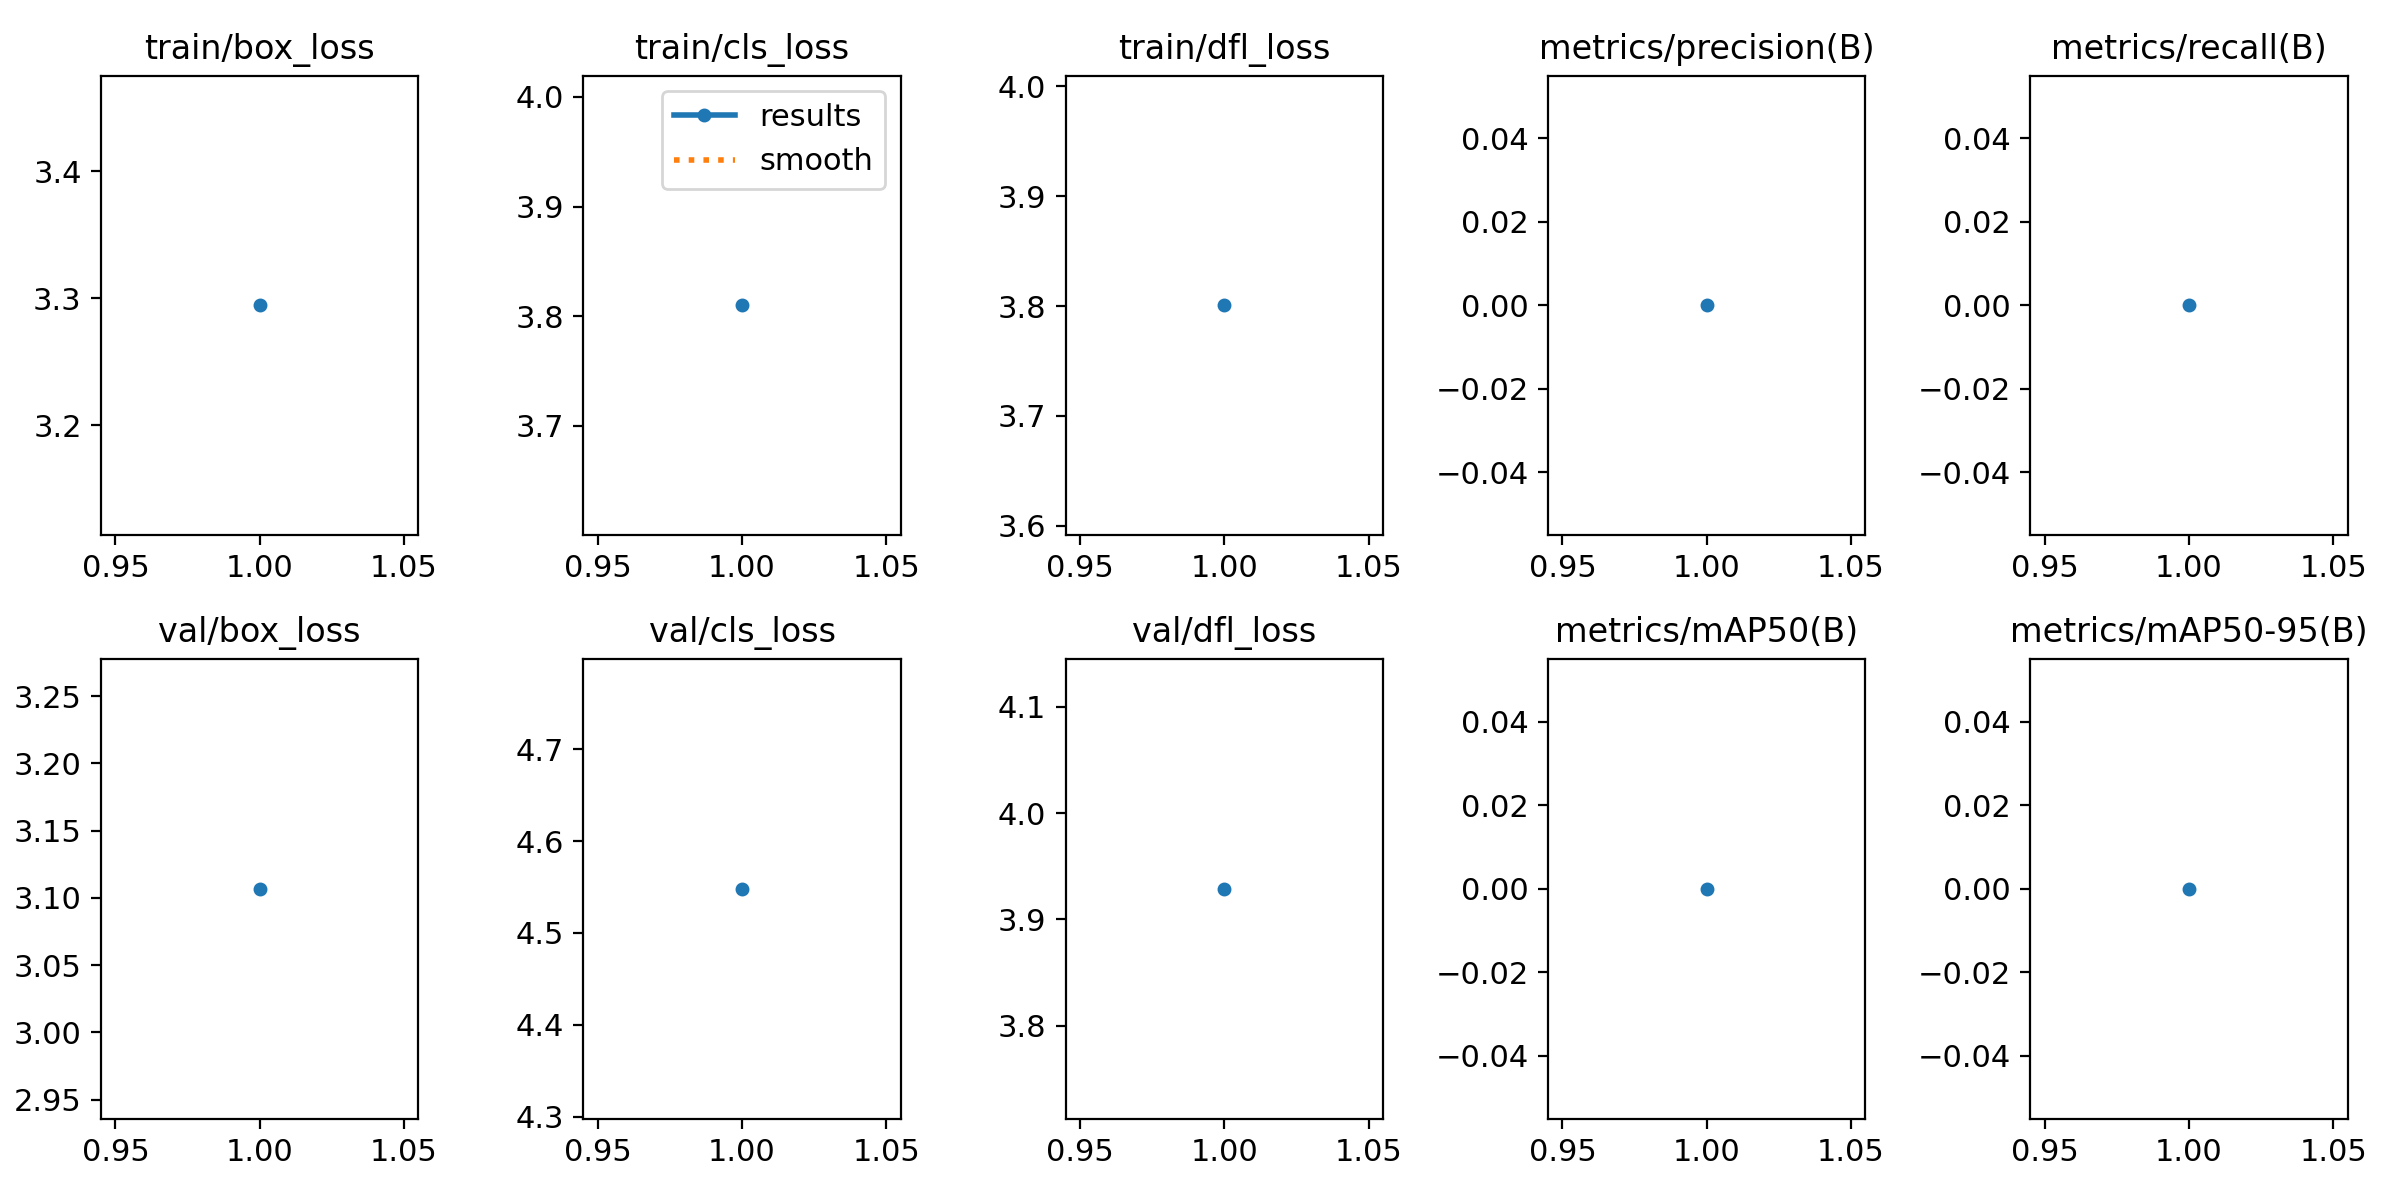 train/box_loss
3.4
3.3
3.2
0.95 1.00 1.05
train/cls_loss
results
smooth
4.0
3.9
3.8
3.7
0.95 1.00 1.05
train/dfl_loss
4.0
3.9
3.8
3.7
3.6
0.95 1.00 1.05
metrics/precision(B)
0.04
0.02
0.00
−0.02
−0.04
0.95 1.00 1.05
metrics/recall(B)
0.04
0.02
0.00
−0.02
−0.04
0.95 1.00 1.05
val/box_loss
3.25
3.20
3.15
3.10
3.05
3.00
2.95
0.95 1.00 1.05
val/cls_loss
4.7
4.6
4.5
4.4
4.3
0.95 1.00 1.05
val/dfl_loss
4.1
4.0
3.9
3.8
0.95 1.00 1.05
metrics/mAP50(B)
0.04
0.02
0.00
−0.02
−0.04
0.95 1.00 1.05
metrics/mAP50-95(B)
0.04
0.02
0.00
−0.02
−0.04
0.95 1.00 1.05